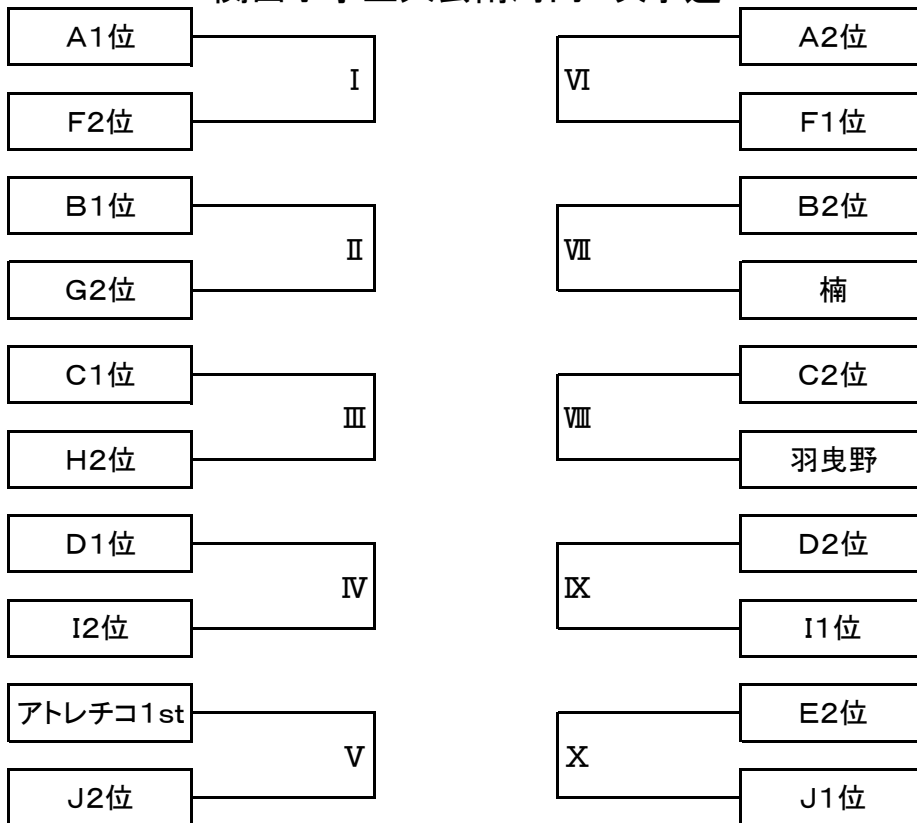 A1位
Ⅰ
F2位
B1位
Ⅱ
G2位
C1位
Ⅲ
H2位
D1位
Ⅳ
I2位
アトレチコ1st
Ⅴ
J2位
A2位
Ⅵ
F1位
B2位
Ⅶ
楠
C2位
Ⅷ
羽曳野
D2位
Ⅸ
I1位
E2位
Ⅹ
J1位